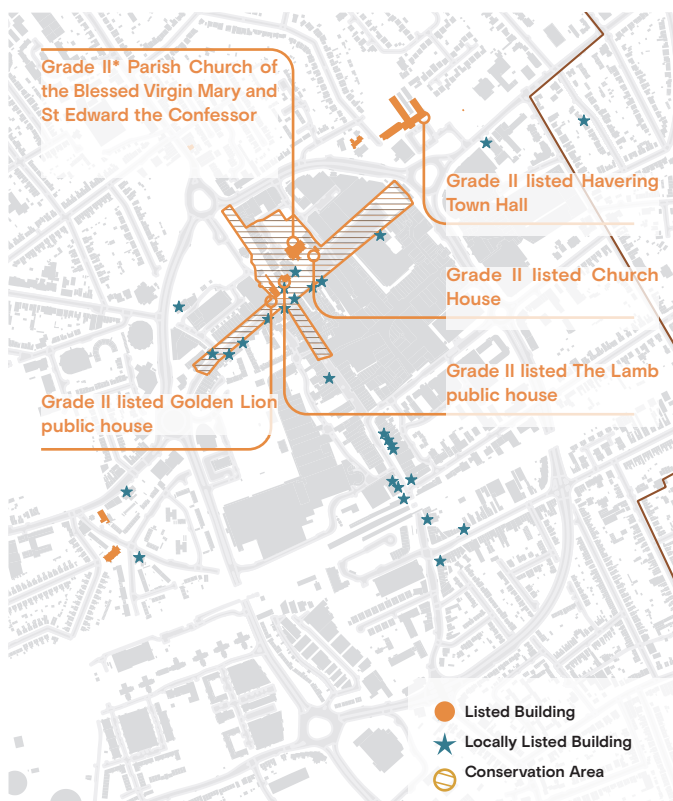 Grade II* Parish Church of
the Blessed Virgin Mary and
St Edward the Confessor
Grade II listed Havering
Town Hall
Grade II listed Church
House
Grade II listed The Lamb
public house
Grade II listed Golden Lion
public house
Listed Building
Locally Listed Building
Conservation Area